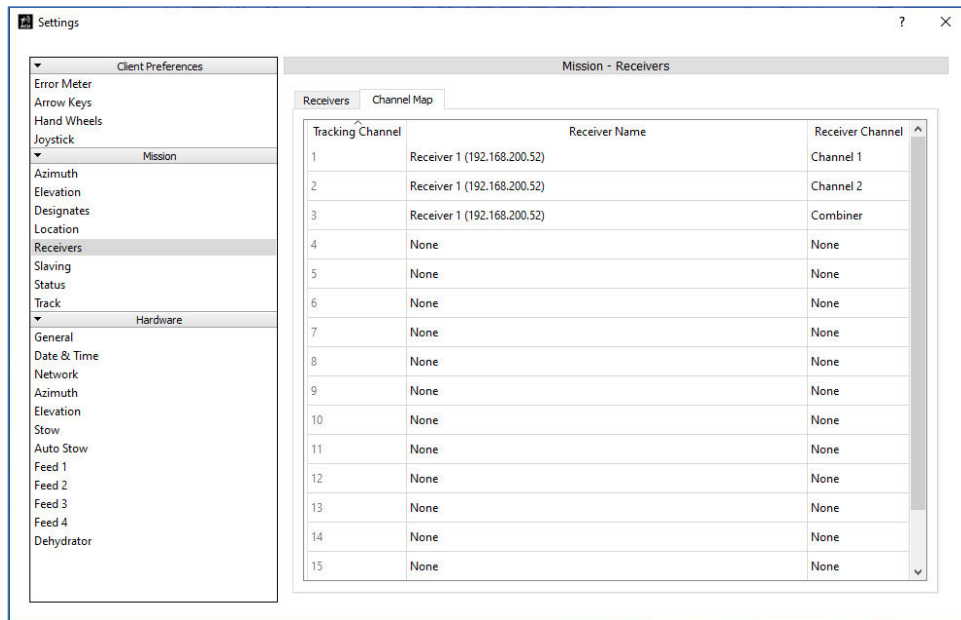 Settings
?
Client Preferences
Error Meter
Arrow Keys
Hand Wheels
Joystick
Mission
Azimuth
Elevation
Designates
Location
Receivers
Slaving
Status
Track
Hardware
General
Date & Time
Network
Azimuth
Elevation
Stow
Auto Stow
Feed 1
Feed 2
Feed 3
Feed 4
Dehydrator
Mission - Receivers
Receivers Channel Map
Tracking Channel Receiver Name Receiver Channel
1 Receiver 1 (192.168.200.52) Channel 1
2 Receiver 1 (192.168.200.52) Channel 2
3 Receiver 1 (192.168.200.52) Combiner
4 None None
5 None None
6 None None
7 None None
8 None None
9 None None
10 None None
11 None None
12 None None
13 None None
14 None None
15 None None